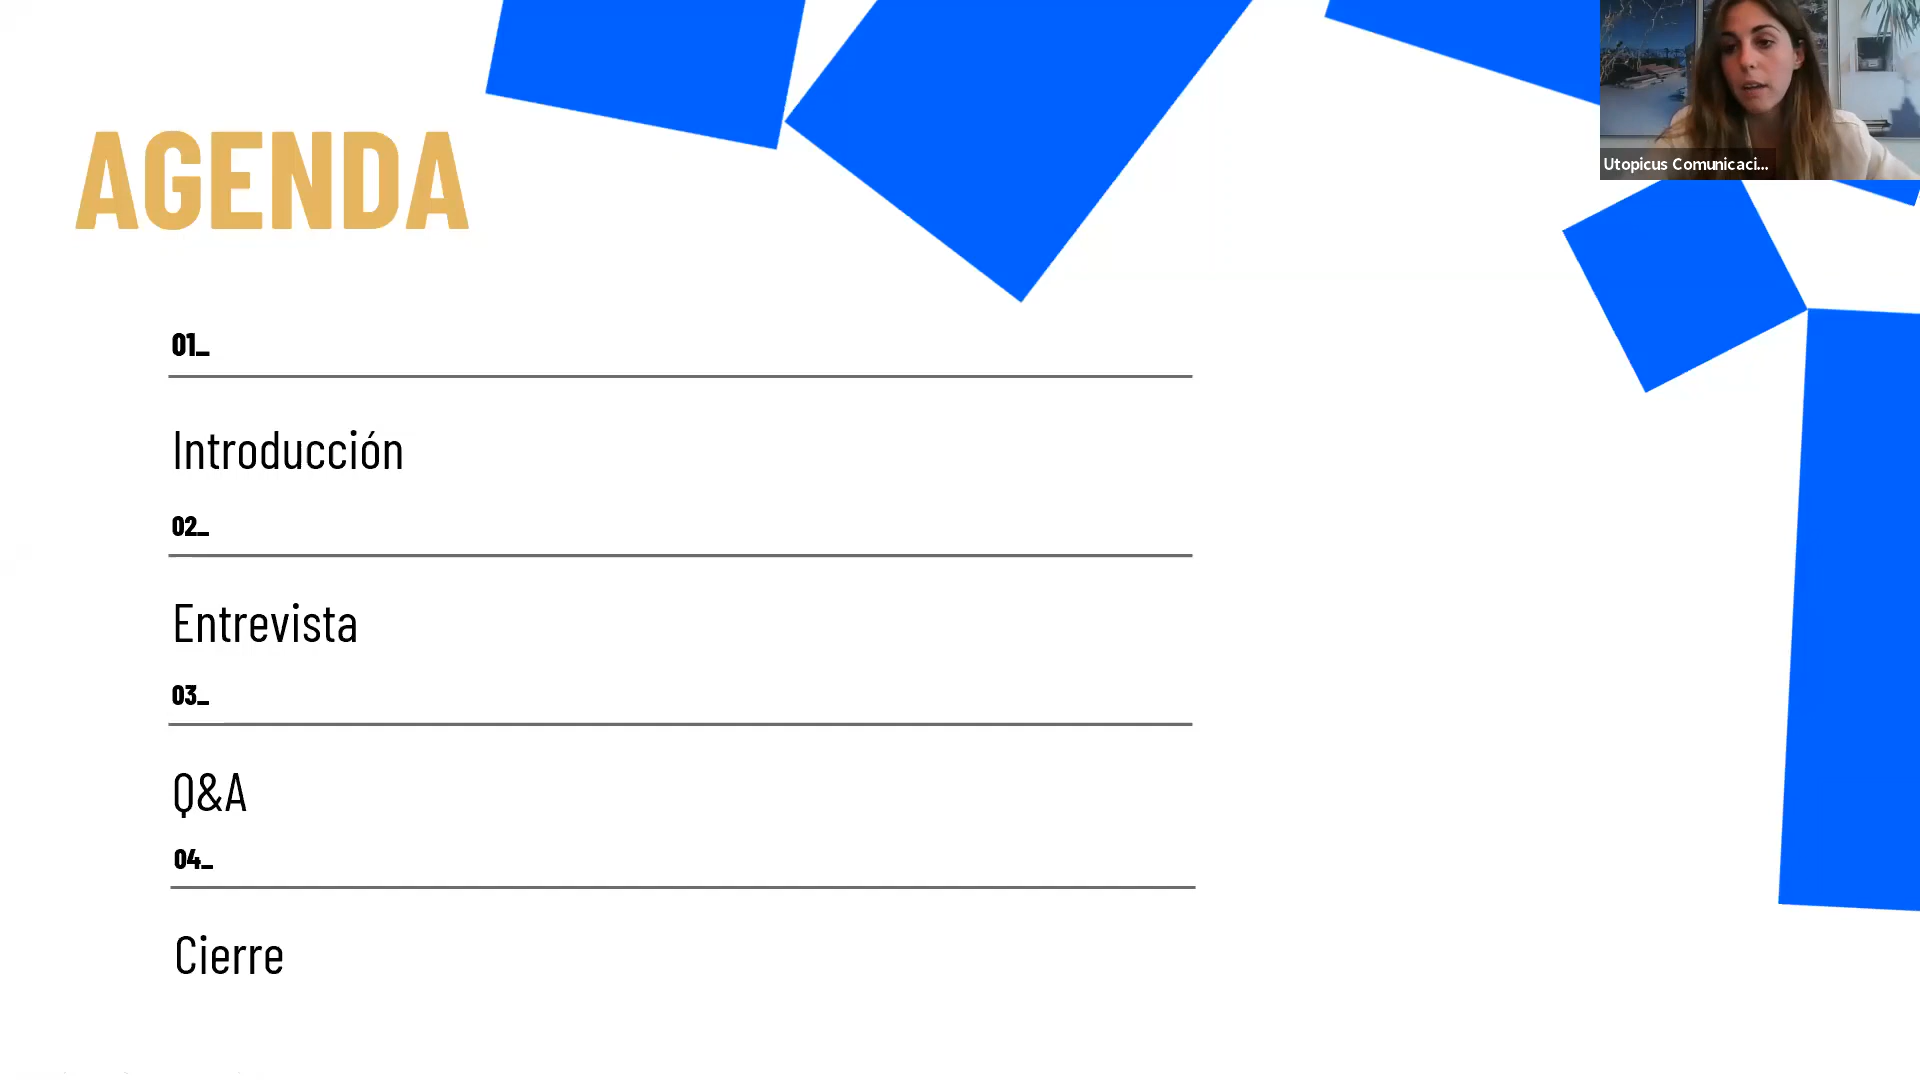 AGENDA
Utopicus Comunicaci...
01_
Introducción
02_
Entrevista
03_
Q&A
04_
Cierre